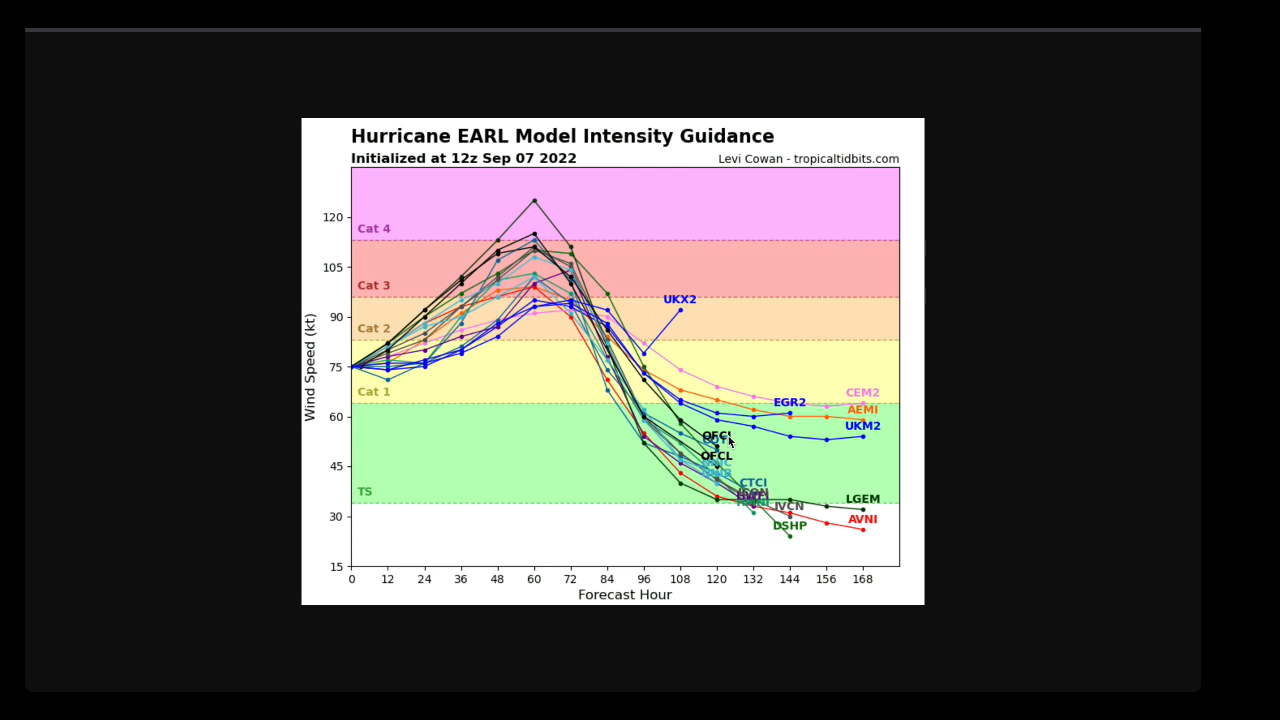 Hurricane EARL Model Intensity Guidance
Initialized at 12z Sep 07 2022
Levi Cowan - tropicaltidbits.com
Wind Speed (kt)
120
105
90
75
60
45
30
15
Cat 4
Cat 3
Cat 2
Cat 1
TS
UKX2
CEM2
EGR2
AEMI
UKM2
OFCL
OFCL
CTCI
IVCN
LGEM
AVNI
DSHP
0 12 24 36 48 60 72 84 96 108 120 132 144 156 168
Forecast Hour